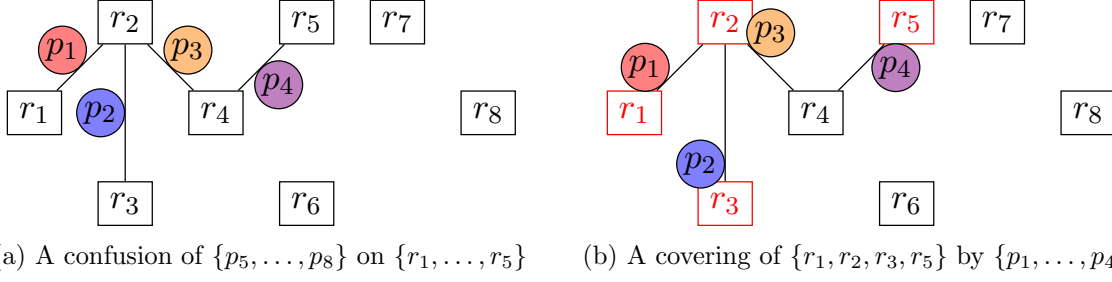 r2 r5 r7 r2 r5 r7
p1 p3 p1 p3
p4 p4
r1 p2 r4 r8 r1 r4 r8
p2
r3 r6 r3 r6
a) A confusion of {p5, . . . , p8} on {r1, . . . , r5} (b) A covering of {r1, r2, r3, r5} by {p1, . . . , p4